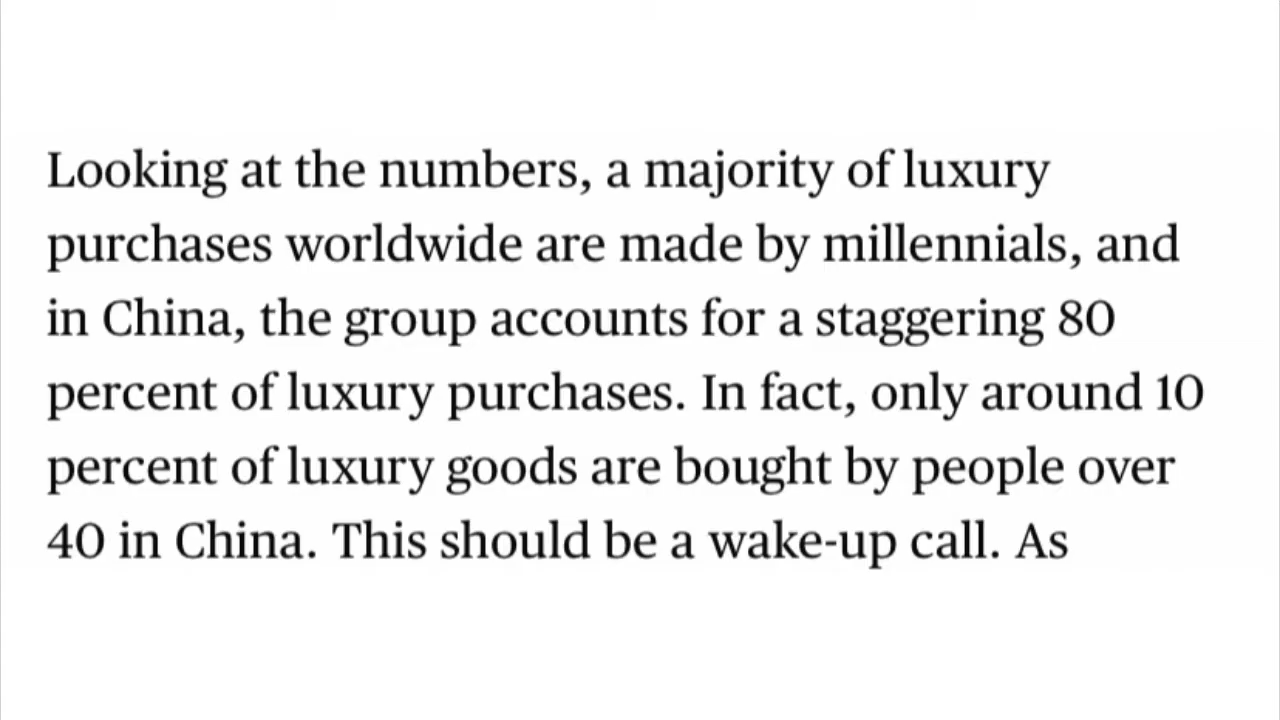 Looking at the numbers, a majority of luxury
purchases worldwide are made by millennials, and
in China, the group accounts for a staggering 80
percent of luxury purchases. In fact, only around 10
percent of luxury goods are bought by people over
40 in China. This should be a wake-up call. As